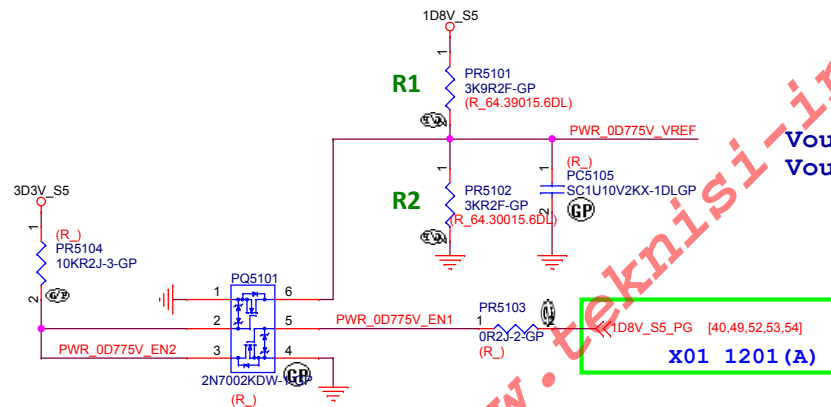 1D8V_S5
1
R1
PR5101
3K9R2F-GP
(R_64.39015.6DL)
2
PWR_0D775V_VREF
Vou
Vou
1
R2
PR5102
3KR2F-GP
(R_64.30015.6DL)
2
1
(R_)
PC5105
SC1U10V2KX-1DLGP
2
GP
3D3V_S5
1
(R_)
PR5104
10KR2J-3-GP
2
PQ5101
1
6
2
5
3
4
PWR_0D775V_EN2
2N7002KDW-1-GP
GP
(R_)
PWR_0D775V_EN1
PR5103
1
0R2J-2-GP
(R_)
1D8V_S5_PG [40,49,52,53,54]
X01 1201(A)
w.teknisi-in